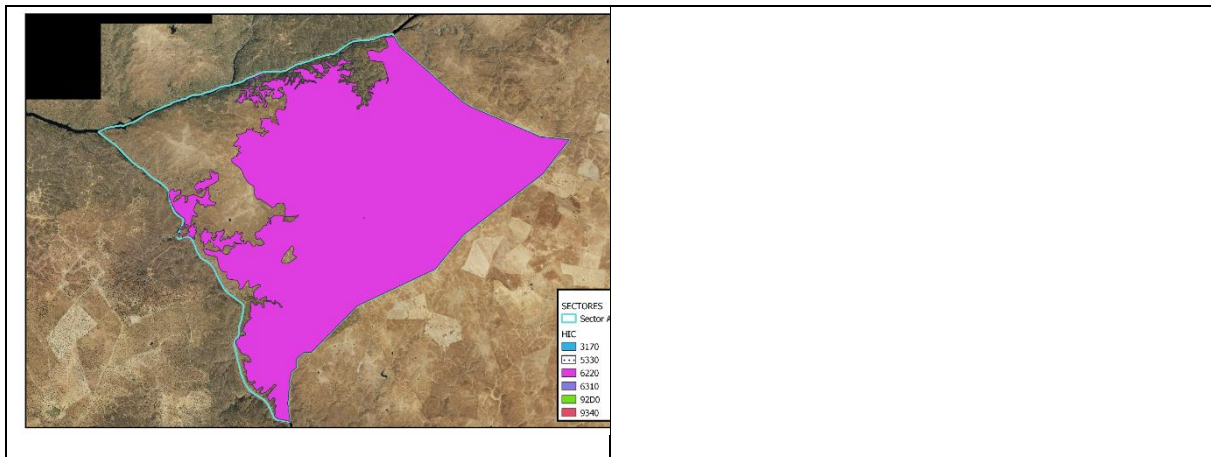 SECTORES
Sector A
HIC
3170
5330
6220
6310
92D0
9340